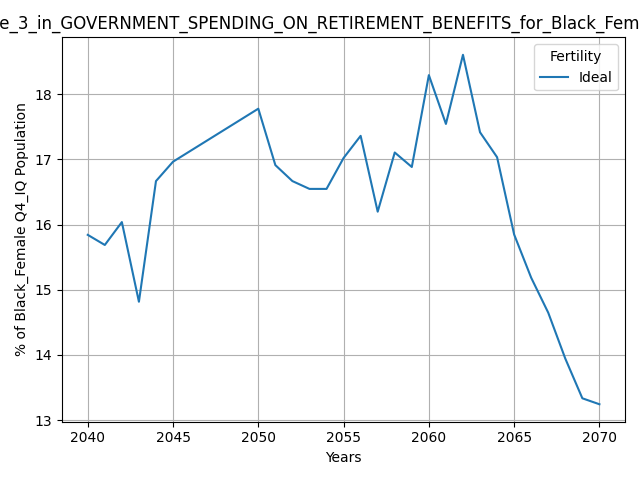 e_3_in_GOVERNMENT_SPENDING_ON_RETIREMENT_BENEFITS_for_Black_Fem
Fertility
Ideal
% of Black_Female Q4_IQ Population
18
17
16
15
14
13
2040 2045 2050 2055 2060 2065 2070
Years